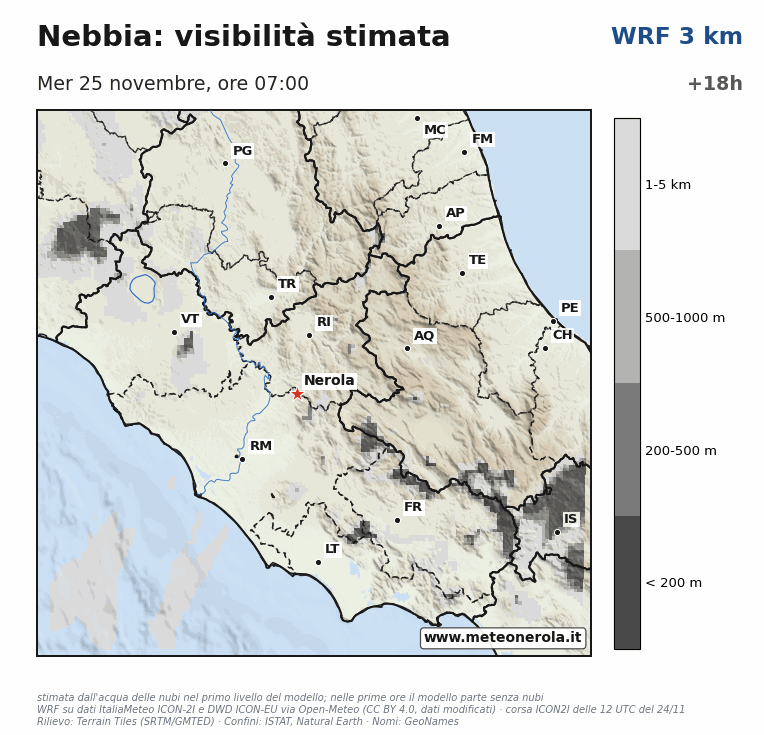 Nebbia: visibilità stimata
WRF 3 km
Mer 25 novembre, ore 07:00
+18h
MC
FM
PG
AP
TE
TR
PE
VT
RI
AQ
CH
Nerola
RM
FR
IS
LT
www.meteonerola.it
1-5 km
500-1000 m
200-500 m
< 200 m
stimata dall'acqua delle nubi nel primo livello del modello; nelle prime ore il modello parte senza nubi
WRF su dati ItaliaMeteo ICON-2I e DWD ICON-EU via Open-Meteo (CC BY 4.0, dati modificati) · corsa ICON2I delle 12 UTC del 24/11
Rilievo: Terrain Tiles (SRTM/GMTED) · Confini: ISTAT, Natural Earth · Nomi: GeoNames